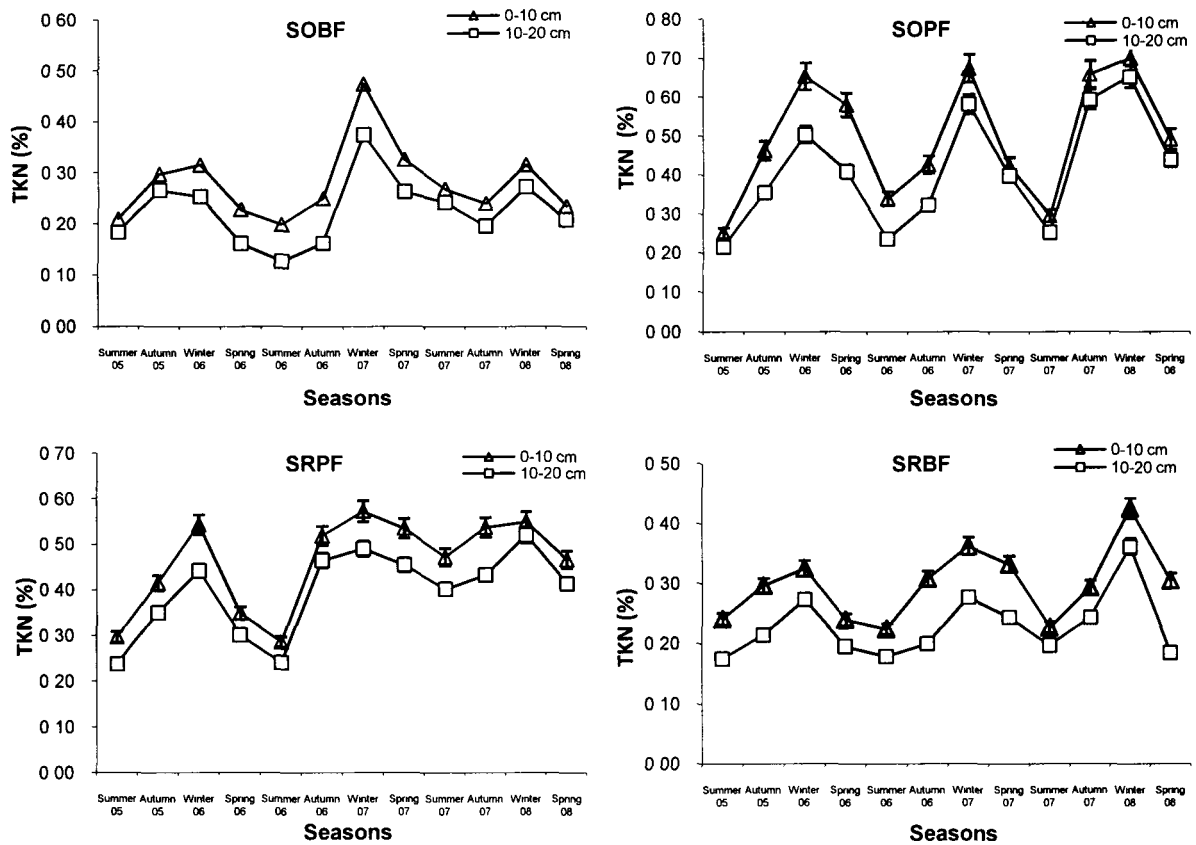 SOBF
0-10 cm
10-20 cm
TKN (%)
0 60
0 50
0 40
0 30
0 20
0 10
0 00
Summer 05
Autumn 05
Winter 06
Spring 06
Summer 06
Autumn 06
Winter 07
Spring 07
Summer 07
Autumn 07
Winter 08
Spring 08
Seasons
SOPF
0-10 cm
10-20 cm
TKN (%)
0 80
0 70
0 60
0 50
0 40
0 30
0 20
0 10
0 00
Summer 05
Autumn 05
Winter 06
Spring 06
Summer 06
Autumn 06
Winter 07
Spring 07
Summer 07
Autumn 07
Winter 08
Spring 08
Seasons
SRPF
0-10 cm
10-20 cm
TKN (%)
0 70
0 60
0 50
0 40
0 30
0 20
0 10
0 00
Summer 05
Autumn 05
Winter 06
Spring 06
Summer 06
Autumn 06
Winter 07
Spring 07
Summer 07
Autumn 07
Winter 08
Spring 08
Seasons
SRBF
0-10 cm
10-20 cm
TKN (%)
0 50
0 40
0 30
0 20
0 10
0 00
Summer 05
Autumn 05
Winter 06
Spring 06
Summer 06
Autumn 06
Winter 07
Spring 07
Summer 07
Autumn 07
Winter 08
Spring 08
Seasons